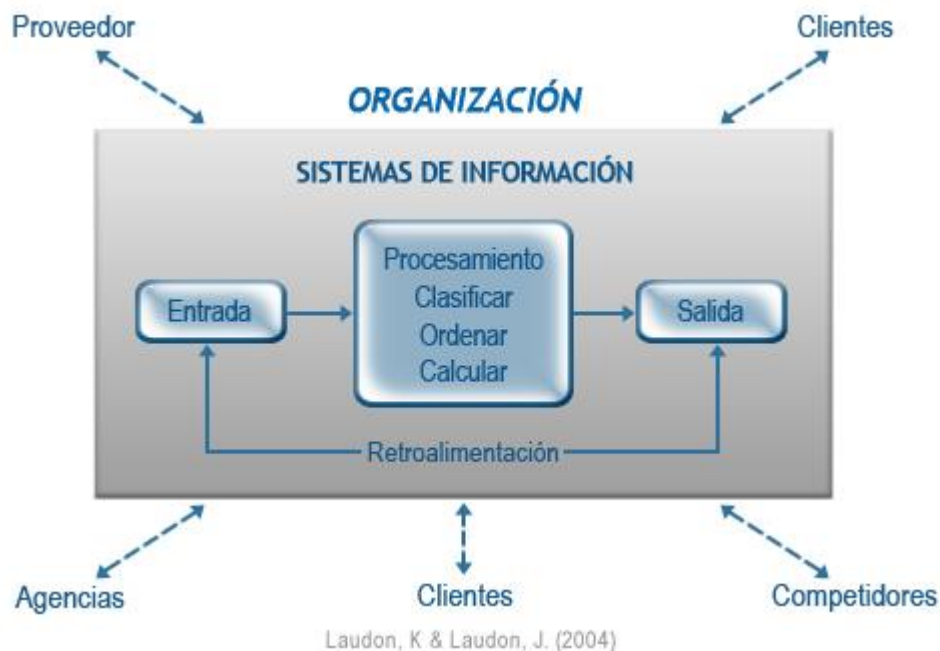 Proveedor
Clientes
ORGANIZACIÓN
SISTEMAS DE INFORMACIÓN
Entrada
Procesamiento
Clasificar
Ordenar
Calcular
Salida
Retroalimentación
Agencias
Clientes
Competidores
Laudon, K & Laudon, J. (2004)